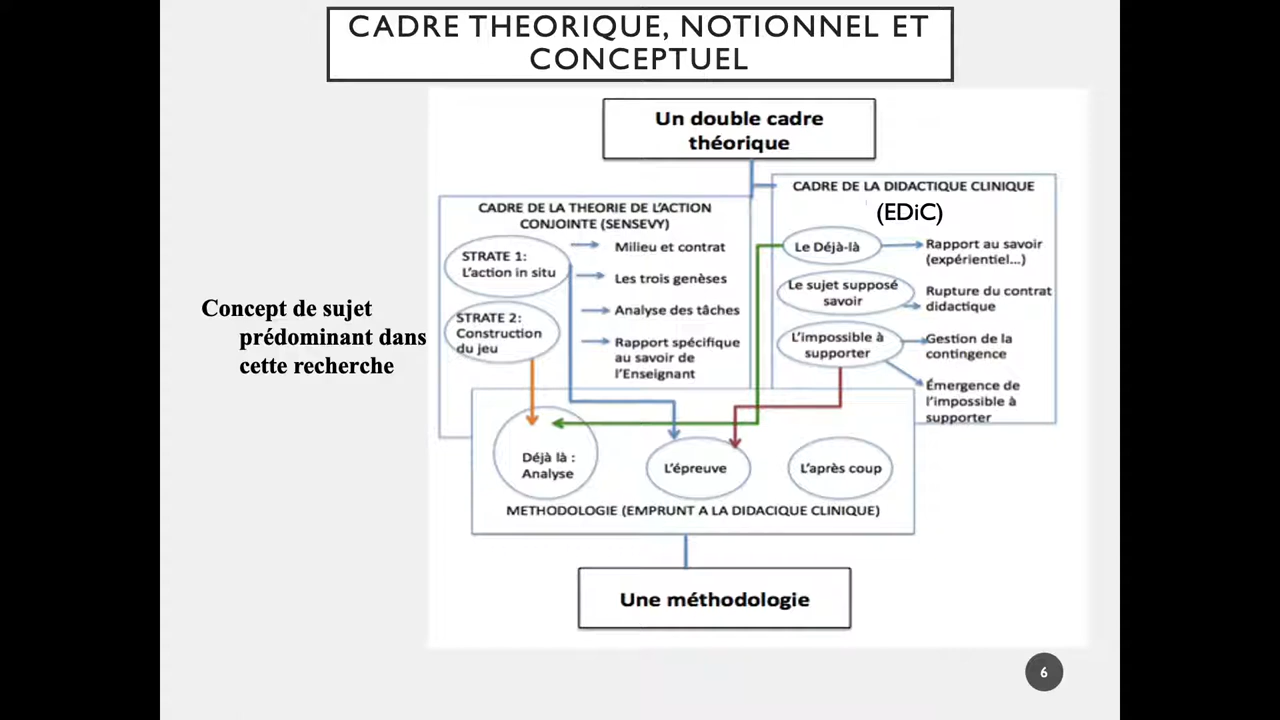 CADRE THEORIQUE, NOTIONNEL ET
CONCEPTUEL
Un double cadre
théorique
Concept de sujet
prédominant dans
cette recherche
CADRE DE LA THEORIE DE L'ACTION
CONJOINTE (SENSEVY)
STRATE 1:
L'action in situ
STRATE 2:
Construction
du jeu
Milieu et contrat
Les trois genèses
Analyse des tâches
Rapport spécifique
au savoir de
l'Enseignant
CADRE DE LA DIDACTIQUE CLINIQUE
(EDiC)
Le Déjà-là
Rapport au savoir
(expérientiel...)
Le sujet supposé
savoir
Rupture du contrat
didactique
L'impossible à
supporter
Gestion de la
contingence
Émergence de
l'impossible à
supporter
Déjà là :
Analyse
L'épreuve
L'après coup
METHODOLOGIE (EMPRUNT A LA DIDACIQUE CLINIQUE)
Une méthodologie
6